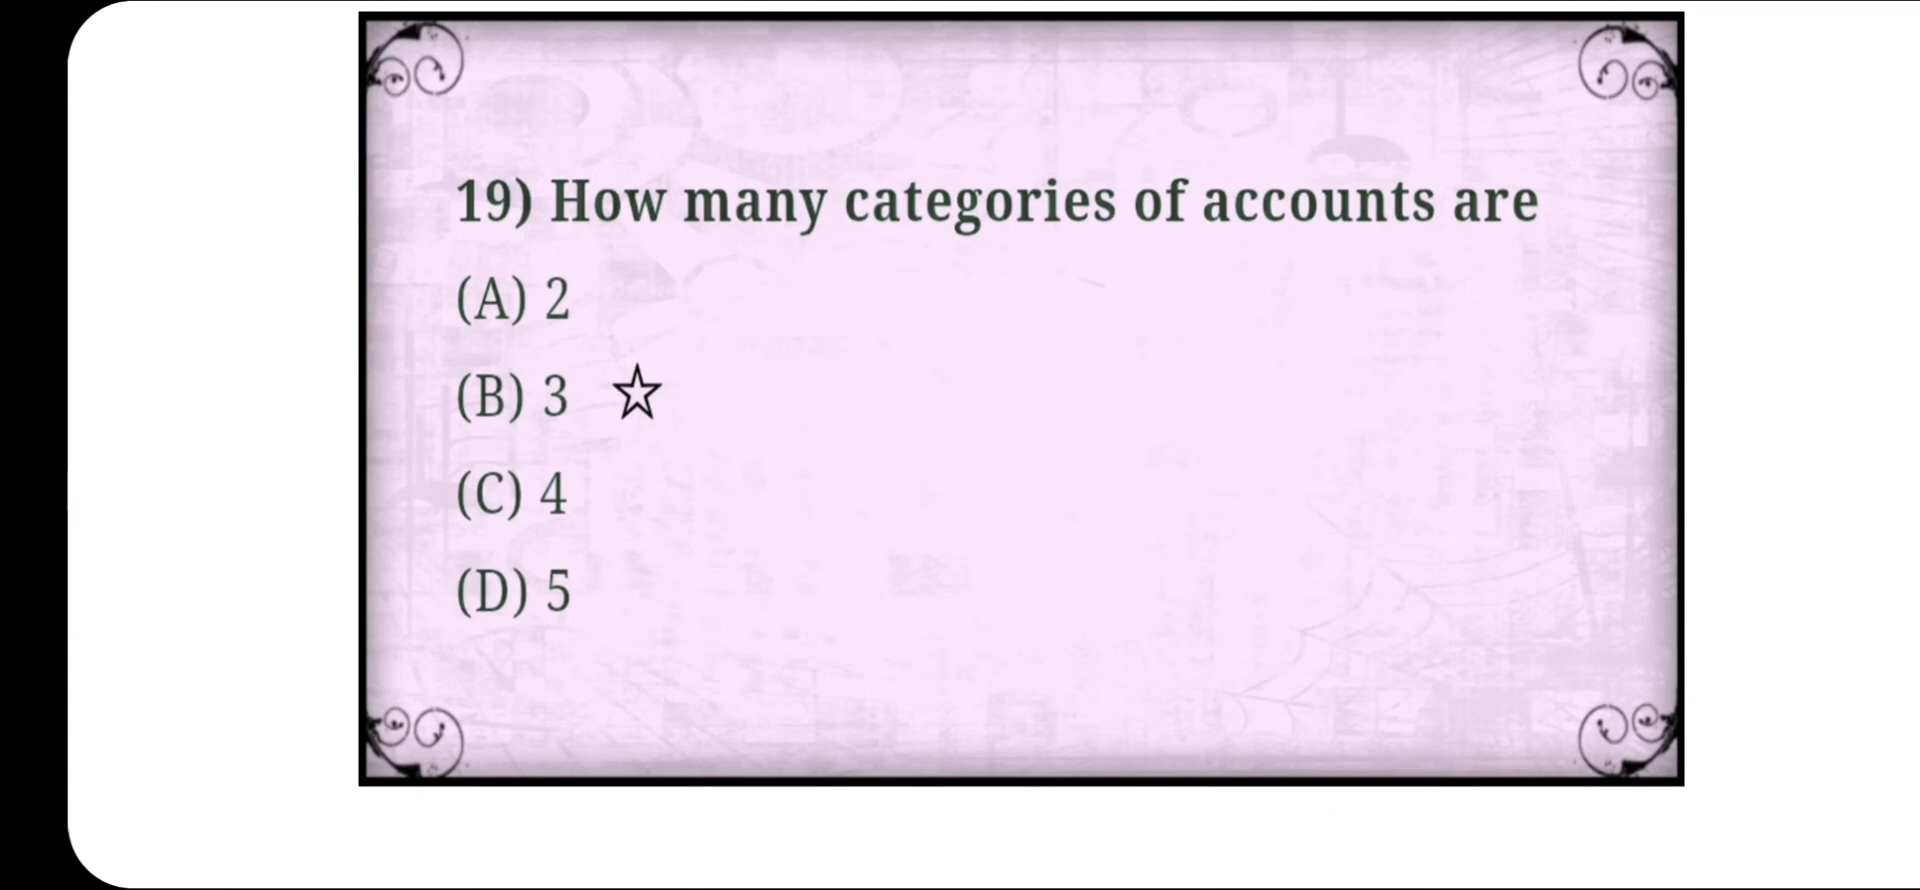 19) How many categories of accounts are
(A) 2
(B) 3 ☆
(C) 4
(D) 5